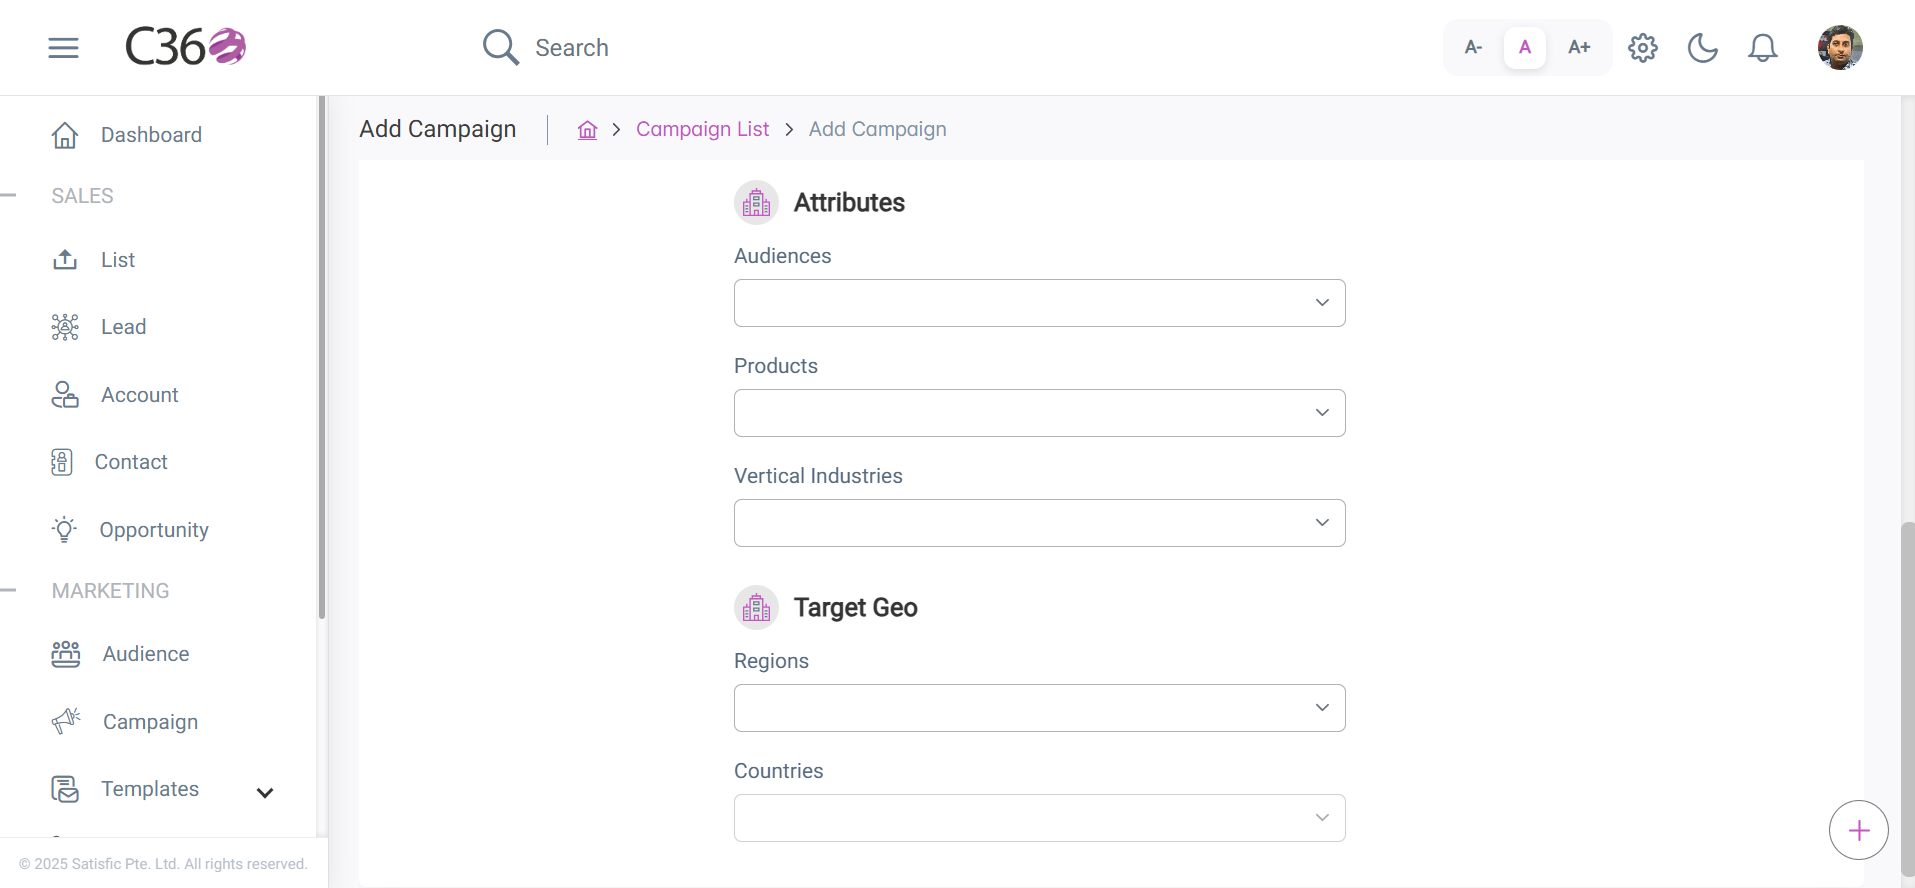 C360
Search
A-
A
A+
Dashboard
SALES
List
Lead
Account
Contact
Opportunity
MARKETING
Audience
Campaign
Templates
© 2025 Satisfic Pte. Ltd. All rights reserved.
Add Campaign
Campaign List
Add Campaign
Attributes
Audiences
Products
Vertical Industries
Target Geo
Regions
Countries